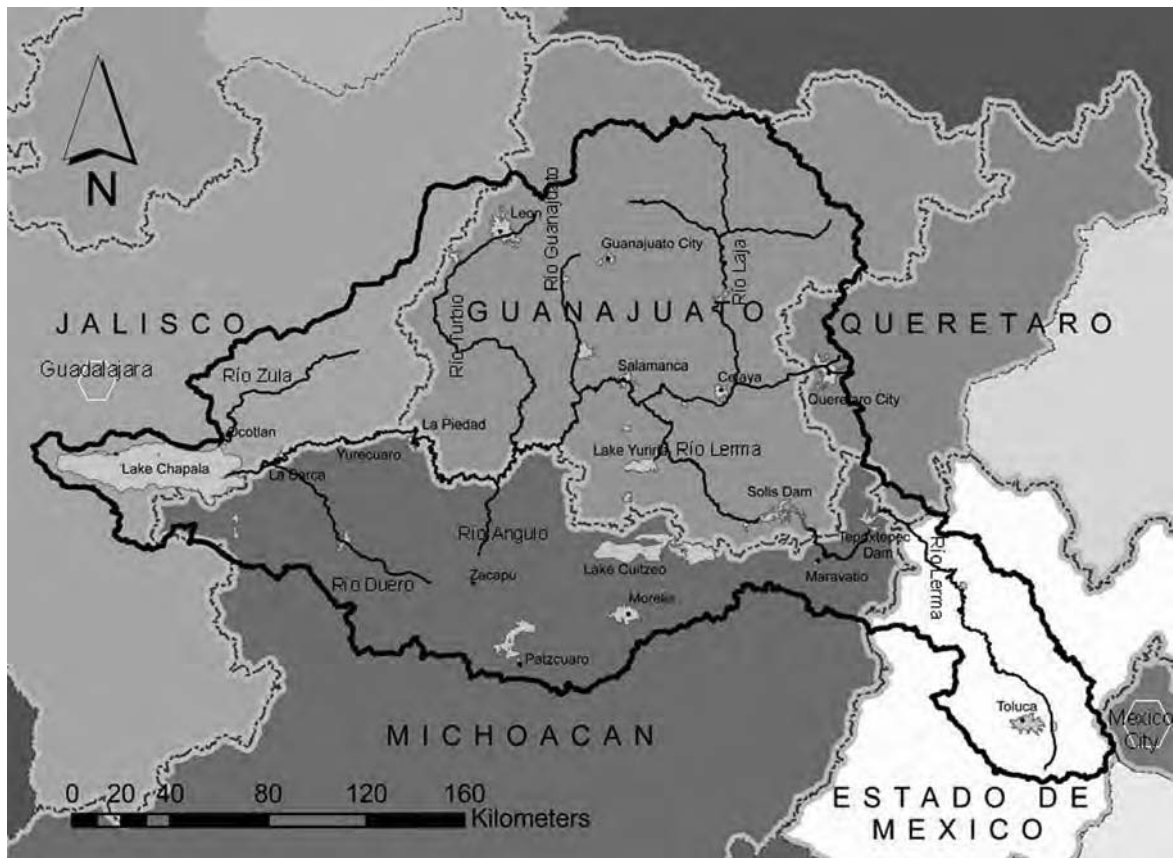 N
Leon
Río Guanajuato
Guanajuato City
Río Laja
JALISCO
GUANAJUATO
QUERETARO
Río Turbio
Guadalajara
Río Zula
Salamanca
Celaya
Queretaro City
Ocotlan
La Piedad
Lake Chapala
La Barca
Yurecuaro
Lake Yuriria
Río Lerma
Solis Dam
Río Angulo
Tepuxtepec
Dam
Lake Cuitzeo
Maravatio
Río Lerma
Río Duero
Zacapu
Morelia
Patzcuaro
Toluca
Mexico
City
MICHOACAN
0 20 40 80 120 160
Kilometers
ESTADO DE
MEXICO